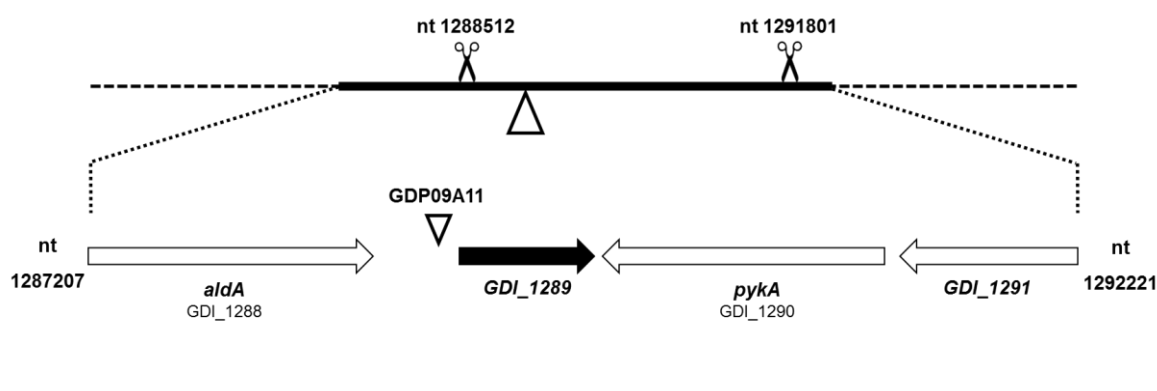 nt 1288512
nt 1291801
GDP09A11
nt
1287207
aldA
GDI_1288
GDI_1289
pykA
GDI_1290
GDI_1291
nt
1292221